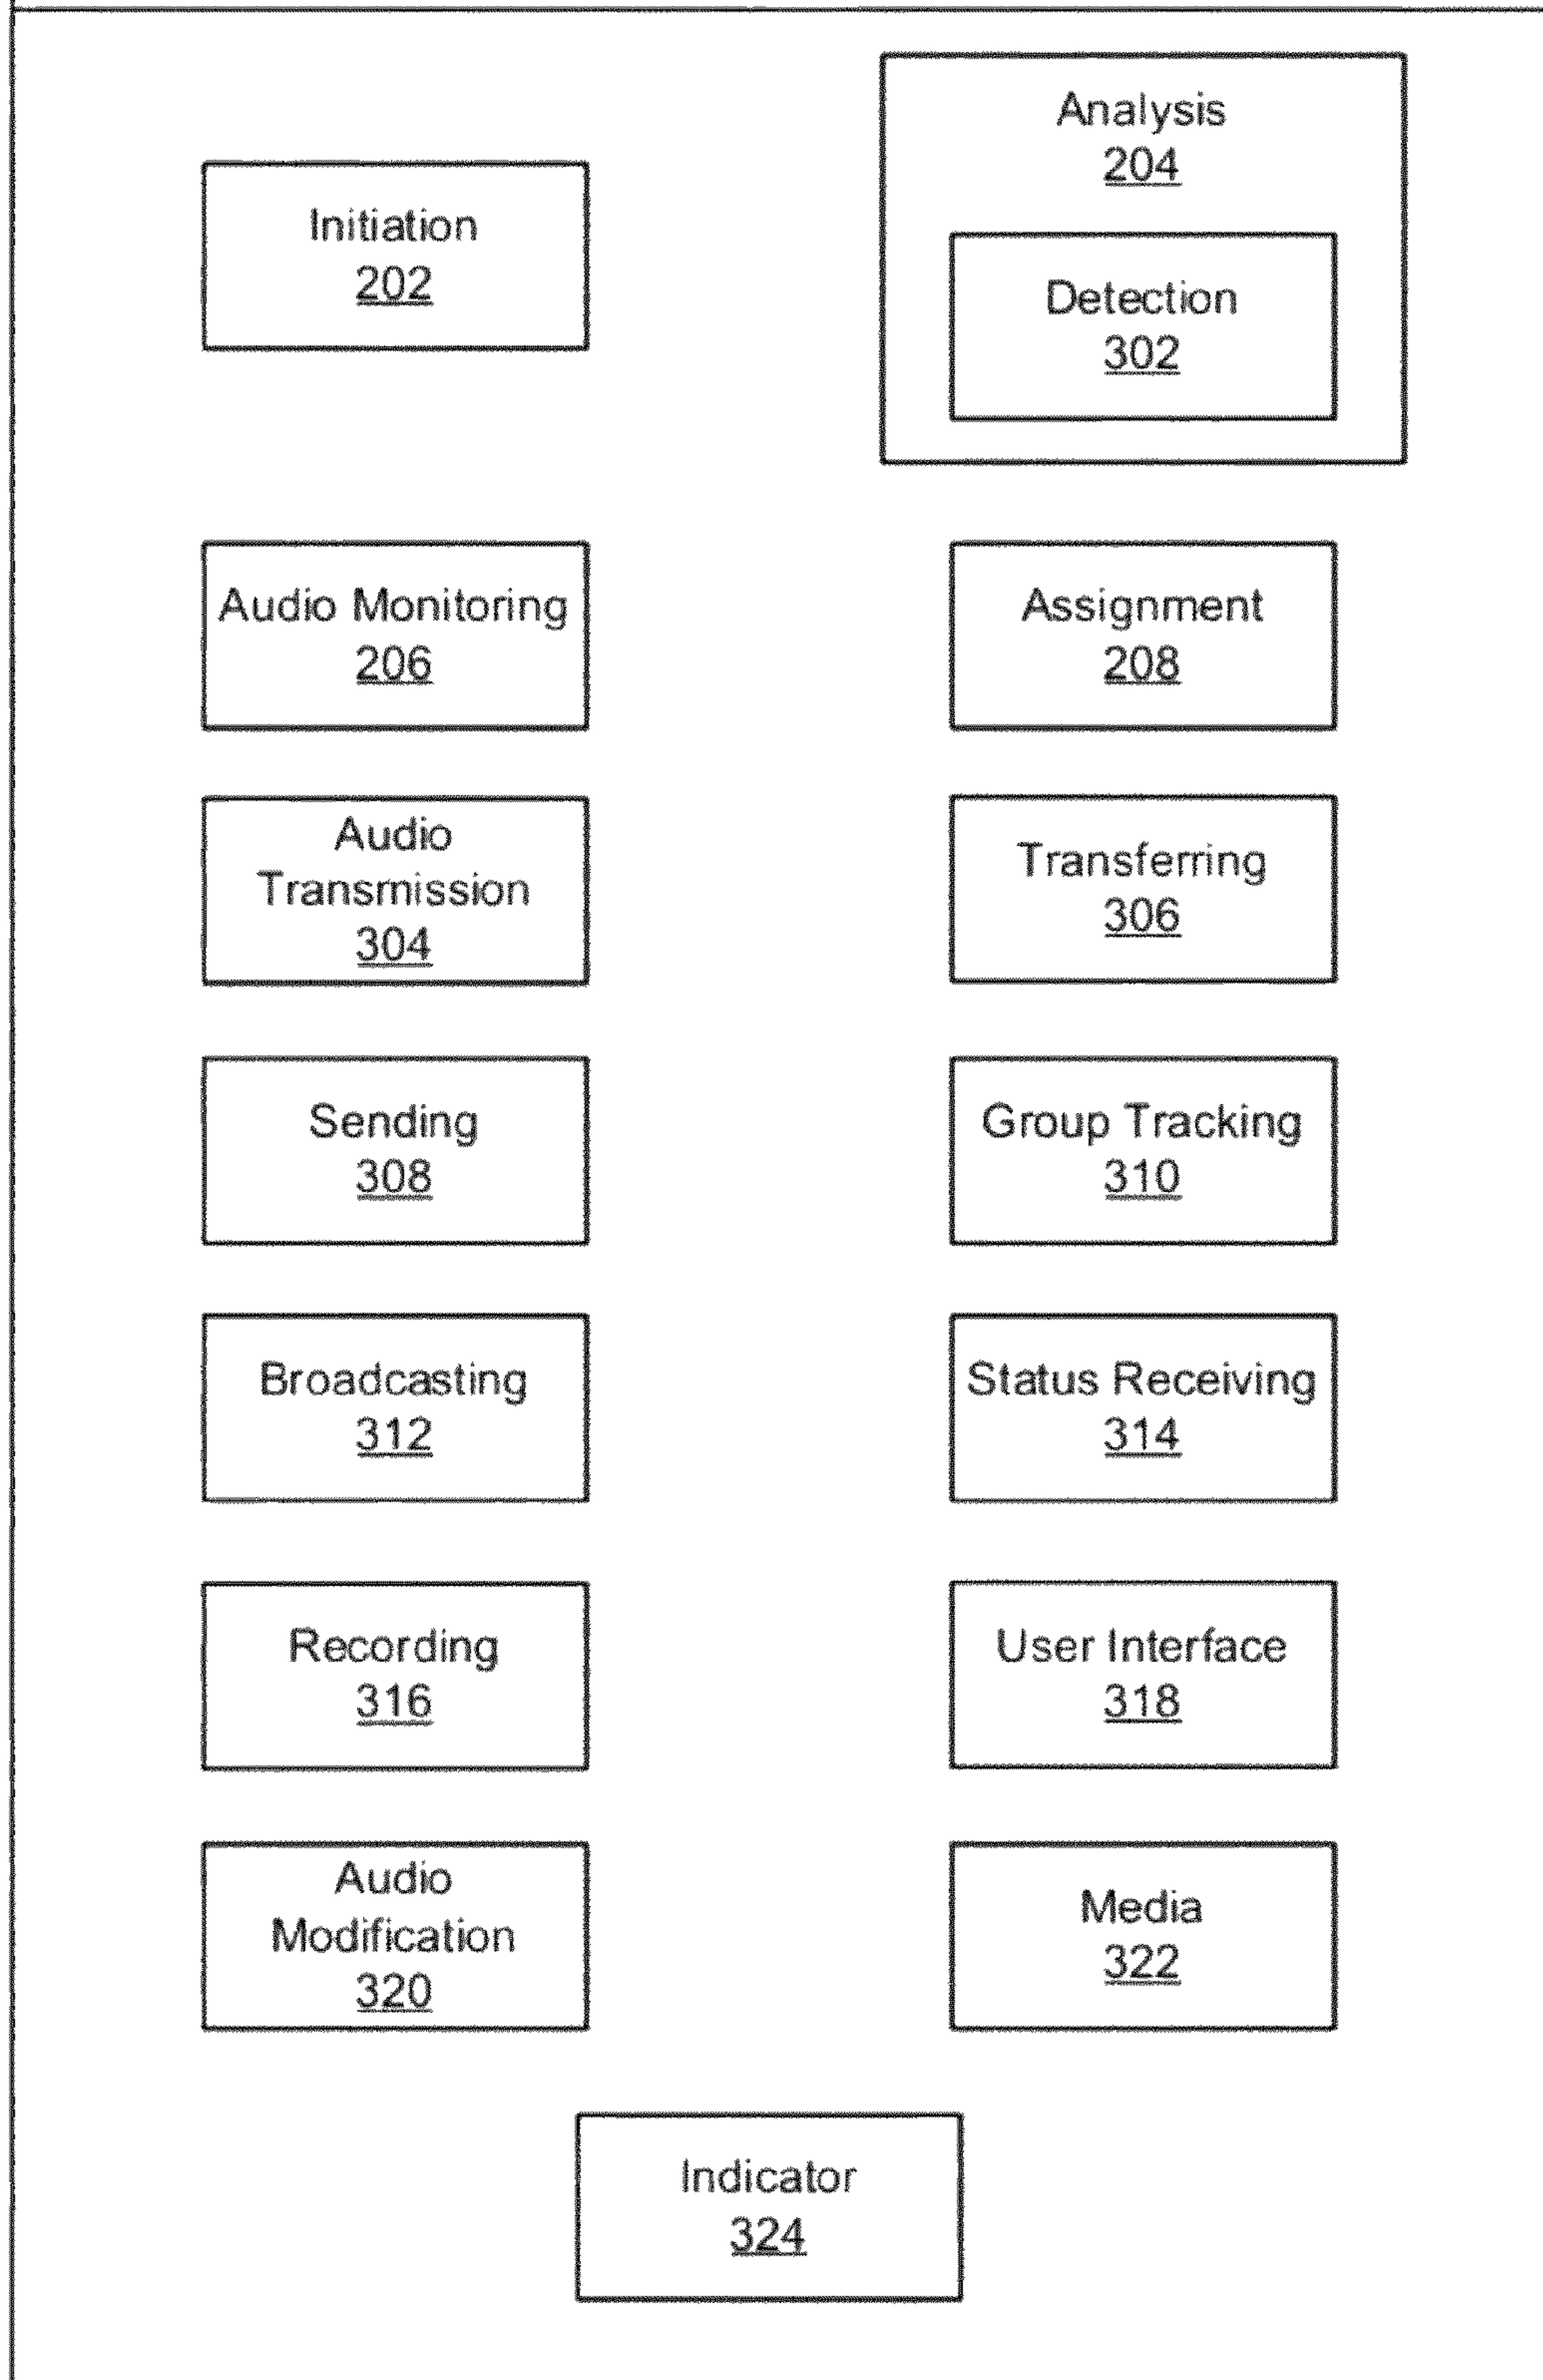 Initiation
202
Analysis
204
Detection
302
Audio Monitoring
206
Assignment
208
Audio
Transmission
304
Transferring
306
Sending
308
Group Tracking
310
Broadcasting
312
Status Receiving
314
Recording
316
User Interface
318
Audio
Modification
320
Media
322
Indicator
324